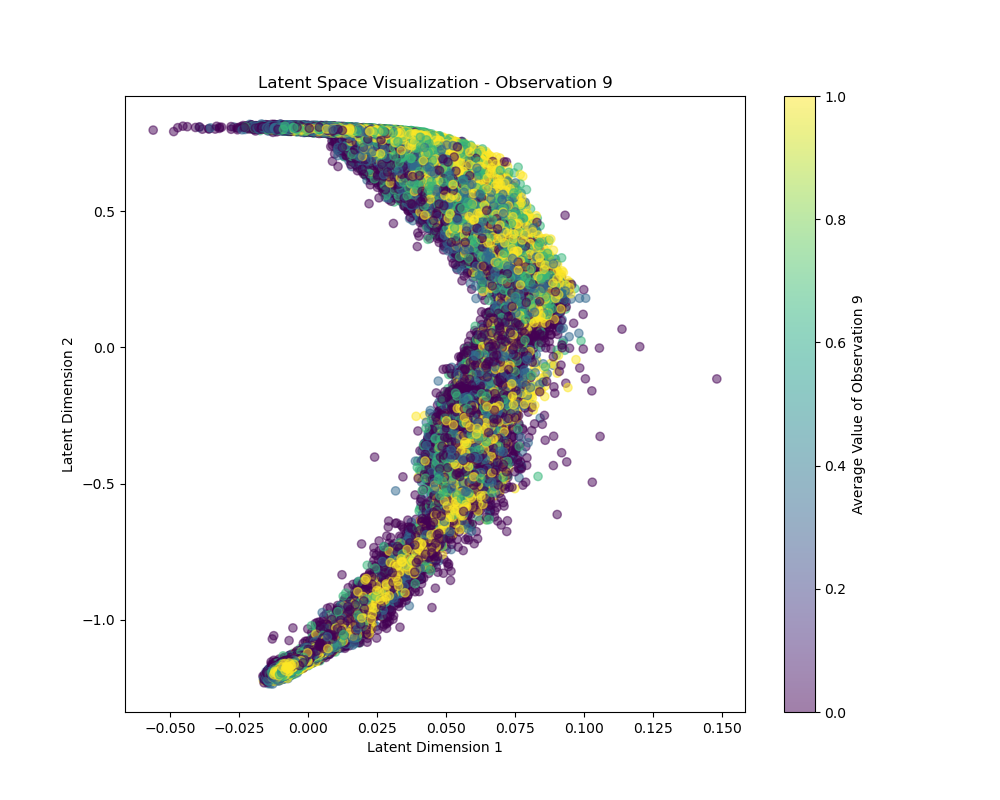 Latent Space Visualization - Observation 9
1.0
0.8
0.6
0.4
0.2
0.0
Average Value of Observation 9
0.5
0.0
−0.5
−1.0
Latent Dimension 2
−0.050 −0.025 0.000 0.025 0.050 0.075 0.100 0.125 0.150
Latent Dimension 1